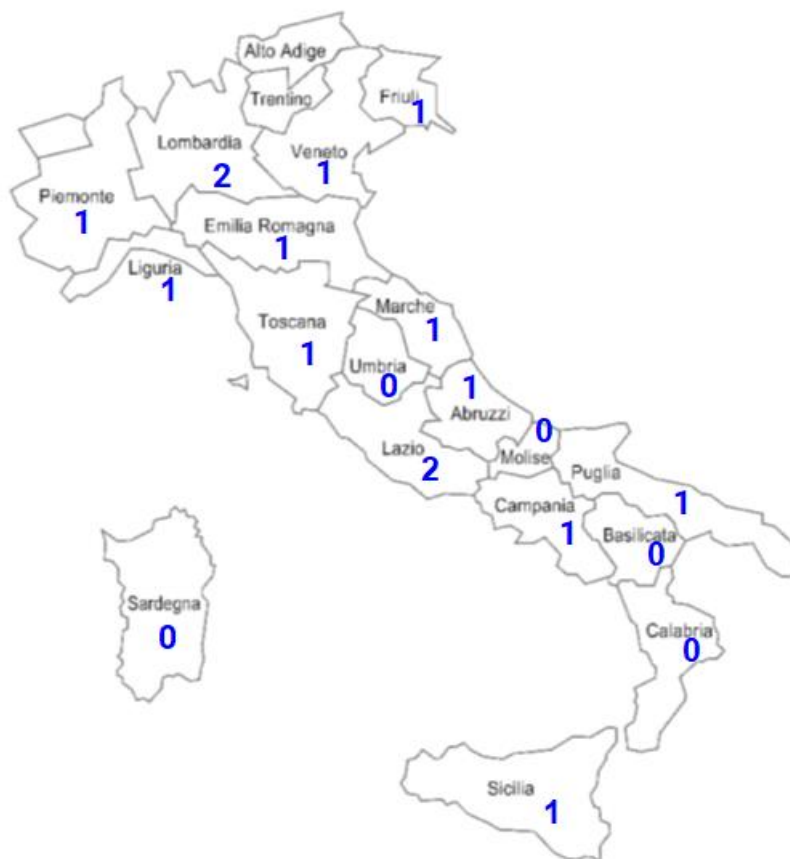 Alto Adige
Trentino
Friuli
1
Lombardia
2
Veneto
1
Piemonte
1
Emilia Romagna
1
Liguria
1
Toscana
1
Marche
1
Umbria
0
1
Abruzzi
0
Molise
Lazio
2
Puglia
1
Campania
1
Basilicata
0
Sardegna
0
Calabria
0
Sicilia
1